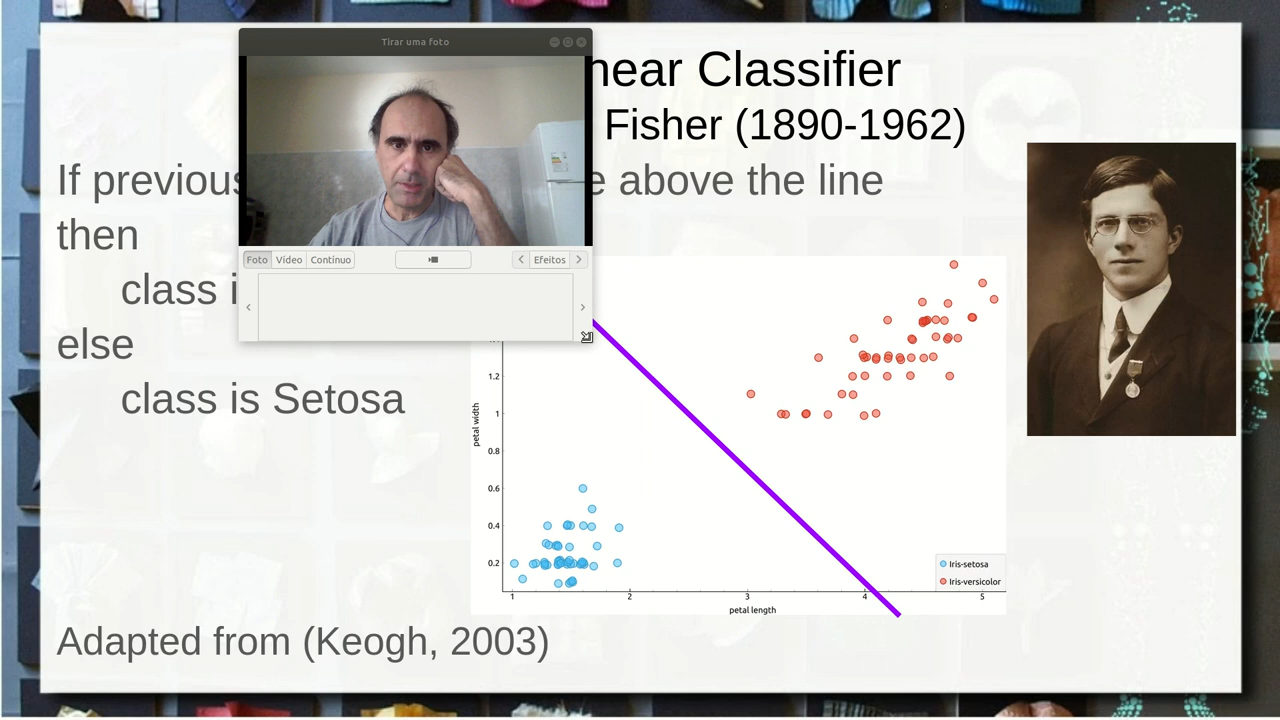 Tirar uma foto
near Classifier
Fisher (1890-1962)
If previous e above the line
then
class i
else
class is Setosa
Foto Vídeo Contínuo Efeitos
1.2
1
0.8
0.6
0.4
0.2
petal width
1 2 3 4 5
petal length
Iris-setosa
Iris-versicolor
Adapted from (Keogh, 2003)